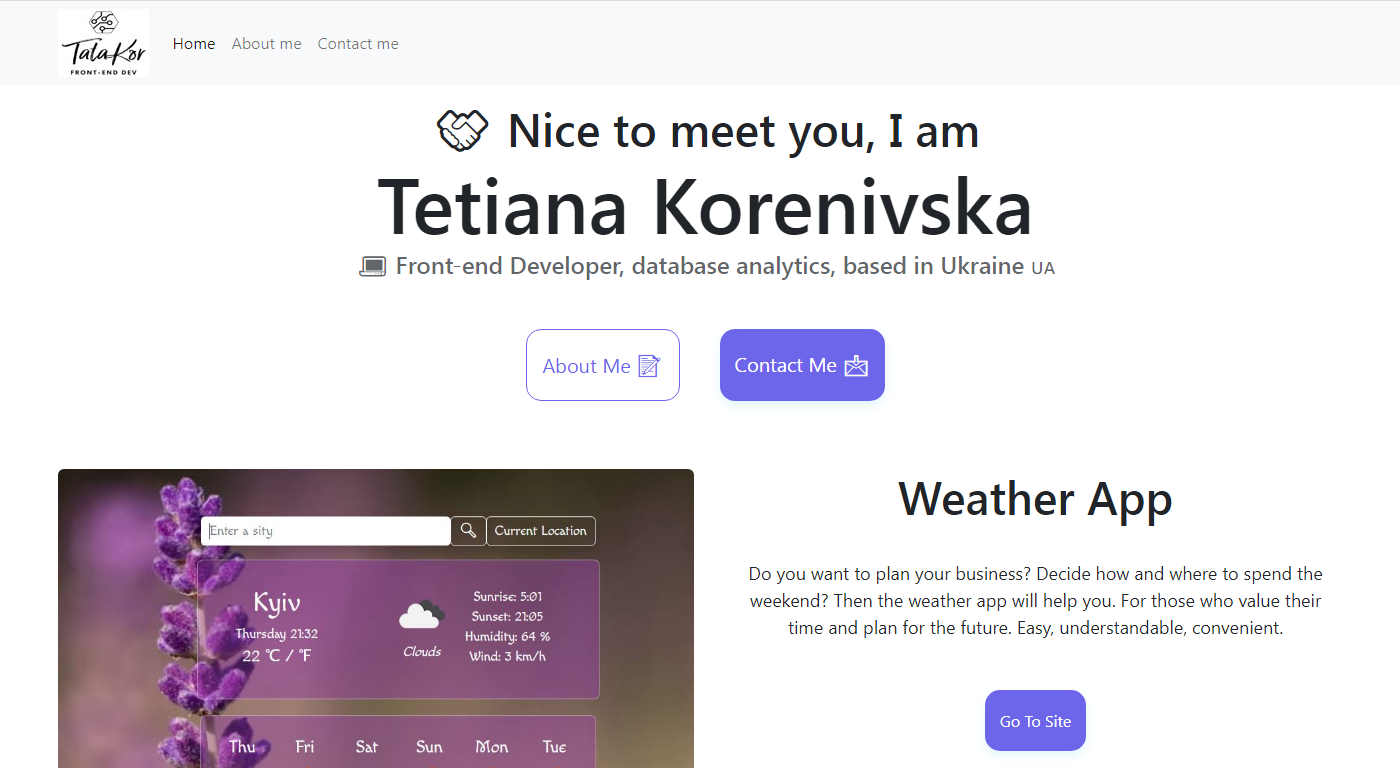 TataKor
FRONT-END DEV
Home About me Contact me
Nice to meet you, I am
Tetiana Korenivska
Front-end Developer, database analytics, based in Ukraine UA
About Me Contact Me
Enter a sity Current Location
Kyiv
Thursday 21:32
22 ℃ / ℉
Clouds
Sunrise: 5:01
Sunset: 21:05
Humidity: 64 %
Wind: 3 km/h
Thu Fri Sat Sun Mon Tue
Weather App
Do you want to plan your business? Decide how and where to spend the
weekend? Then the weather app will help you. For those who value their
time and plan for the future. Easy, understandable, convenient.
Go To Site